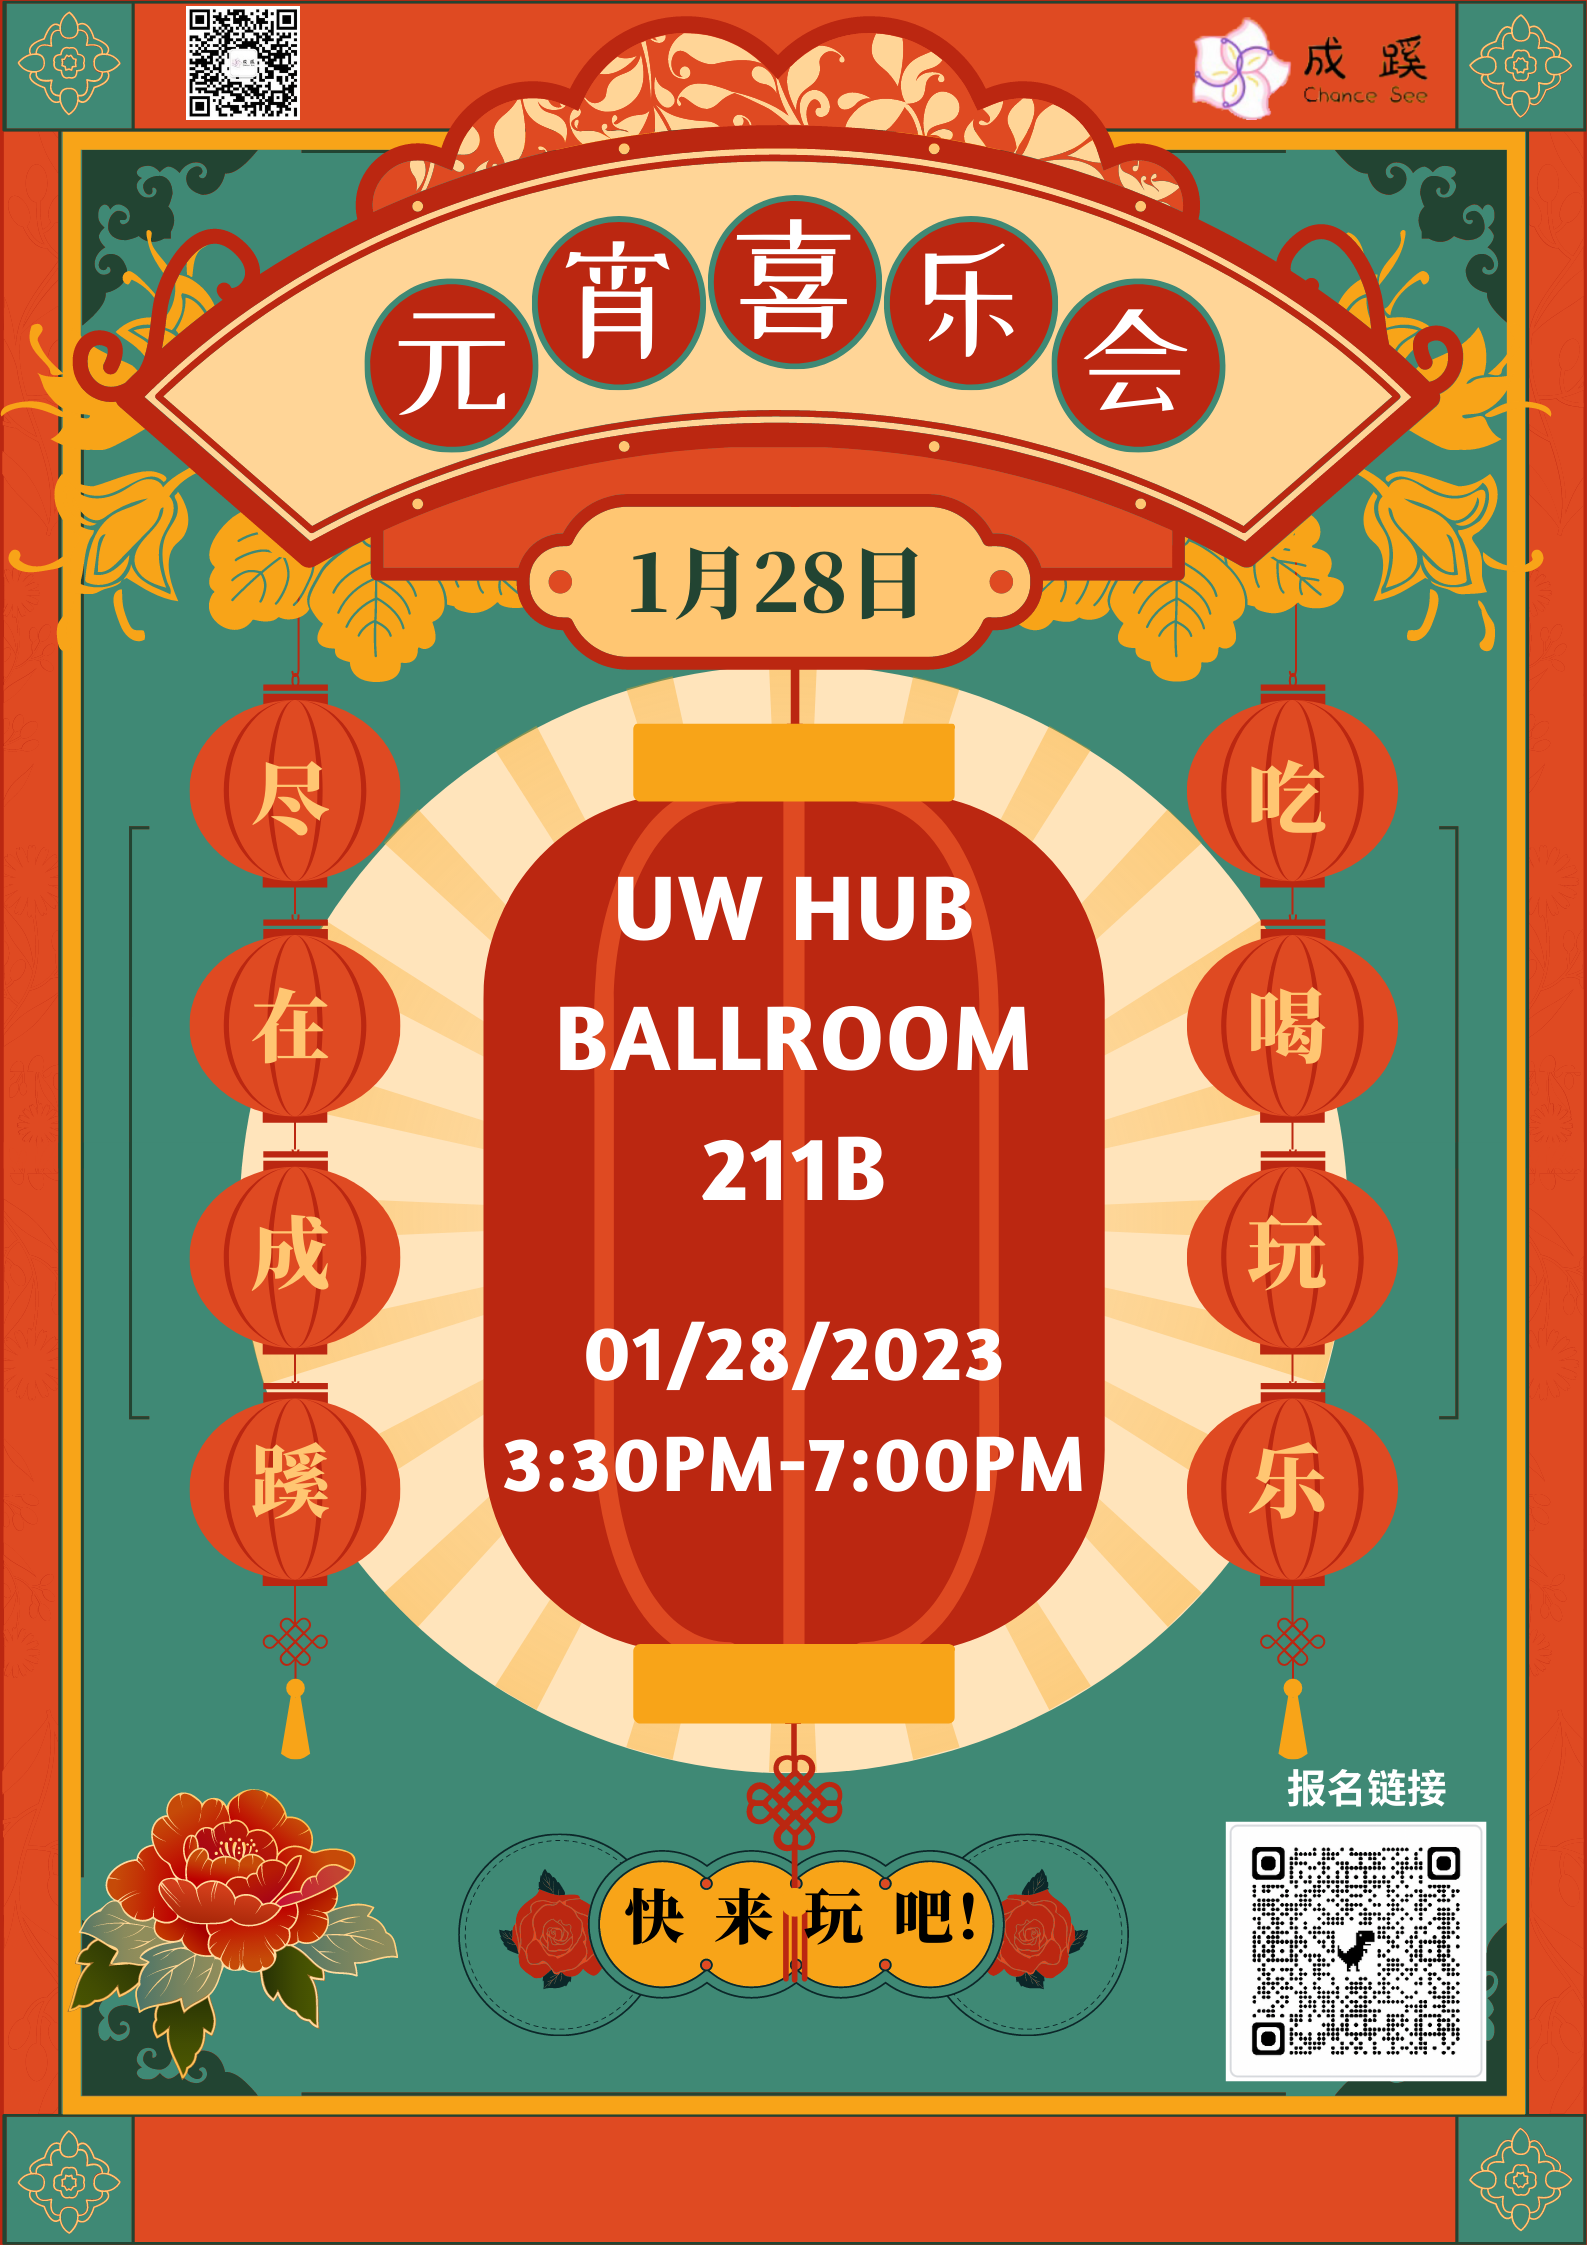 成 蹊
Chance See
元宵喜乐会
1月28日
吃喝玩乐
尽在成蹊
UW HUB
BALLROOM
211B
01/28/2023
3:30PM-7:00PM
报名链接
快来玩吧!